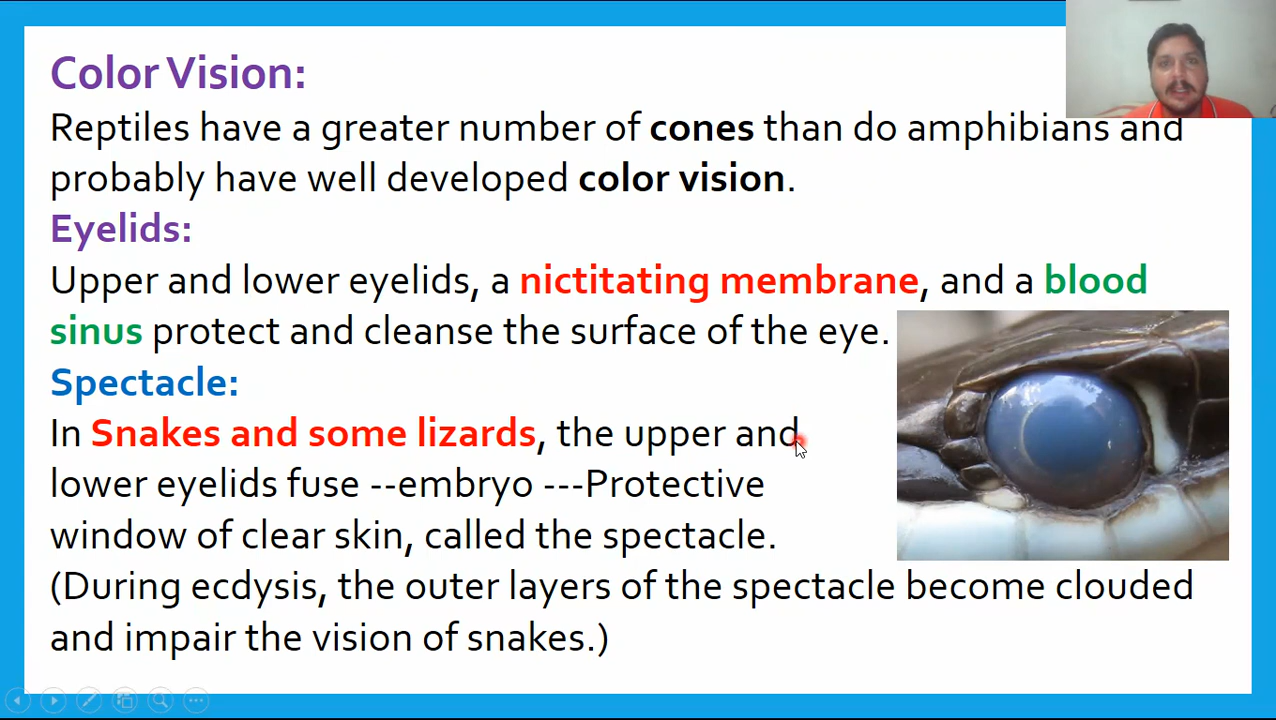 Color Vision:
Reptiles have a greater number of cones than do amphibians and
probably have well developed color vision.
Eyelids:
Upper and lower eyelids, a nictitating membrane, and a blood
sinus protect and cleanse the surface of the eye.
Spectacle:
In Snakes and some lizards, the upper and
lower eyelids fuse --embryo ---Protective
window of clear skin, called the spectacle.
(During ecdysis, the outer layers of the spectacle become clouded
and impair the vision of snakes.)